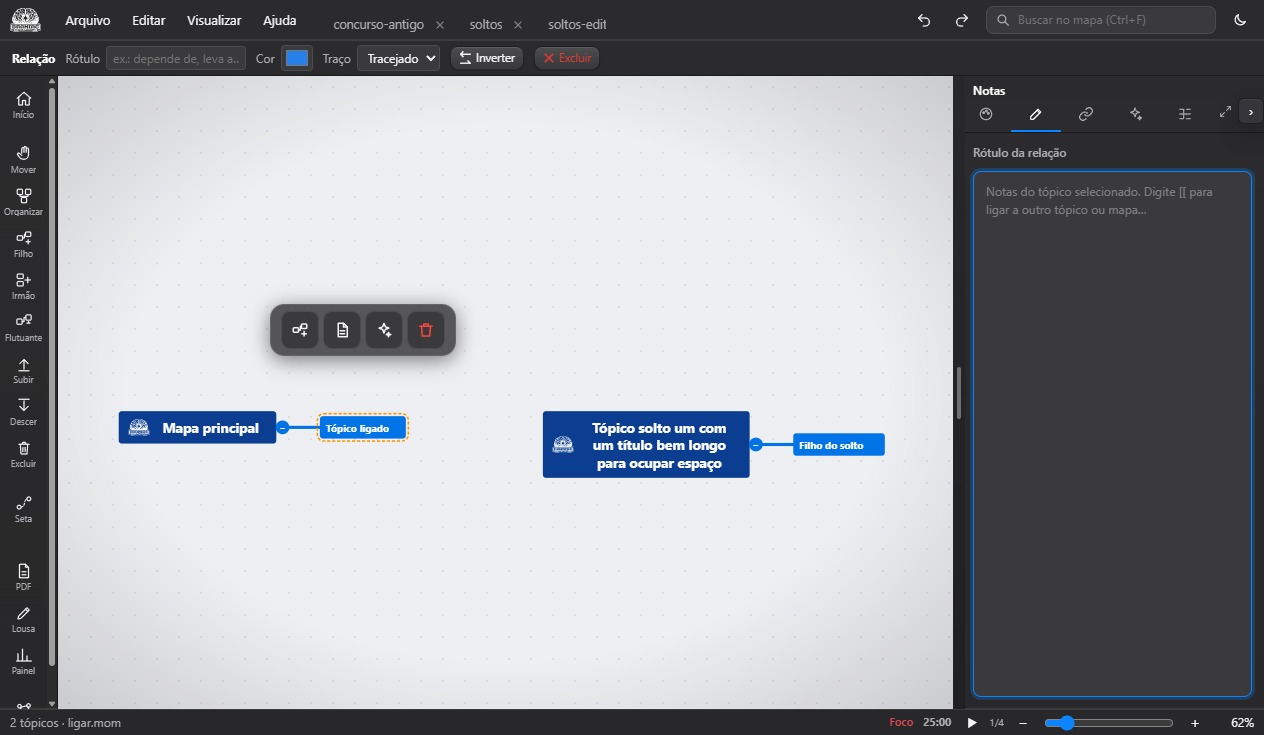 Arquivo Editar Visualizar Ajuda concurso-antigo × soltos × soltos-edit Buscar no mapa (Ctrl+F)
Relação Rótulo ex.: depende de, leva a.. Cor Traço Tracejado Inverter Excluir
Início
Mover
Organizar
Filho
Irmão
Flutuante
Subir
Descer
Excluir
Seta
PDF
Lousa
Painel
Mapa principal
Tópico ligado
Tópico solto um com
um título bem longo
para ocupar espaço
Filho do solto
Notas
Rótulo da relação
Notas do tópico selecionado. Digite [[ para
ligar a outro tópico ou mapa...
2 tópicos · ligar.mom Foco 25:00 1/4 − + 62%